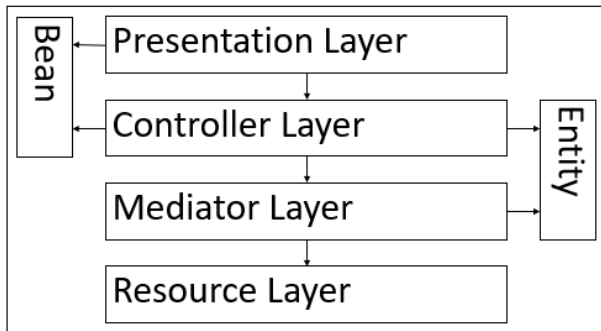 Bean
Presentation Layer
Controller Layer
Entity
Mediator Layer
Resource Layer